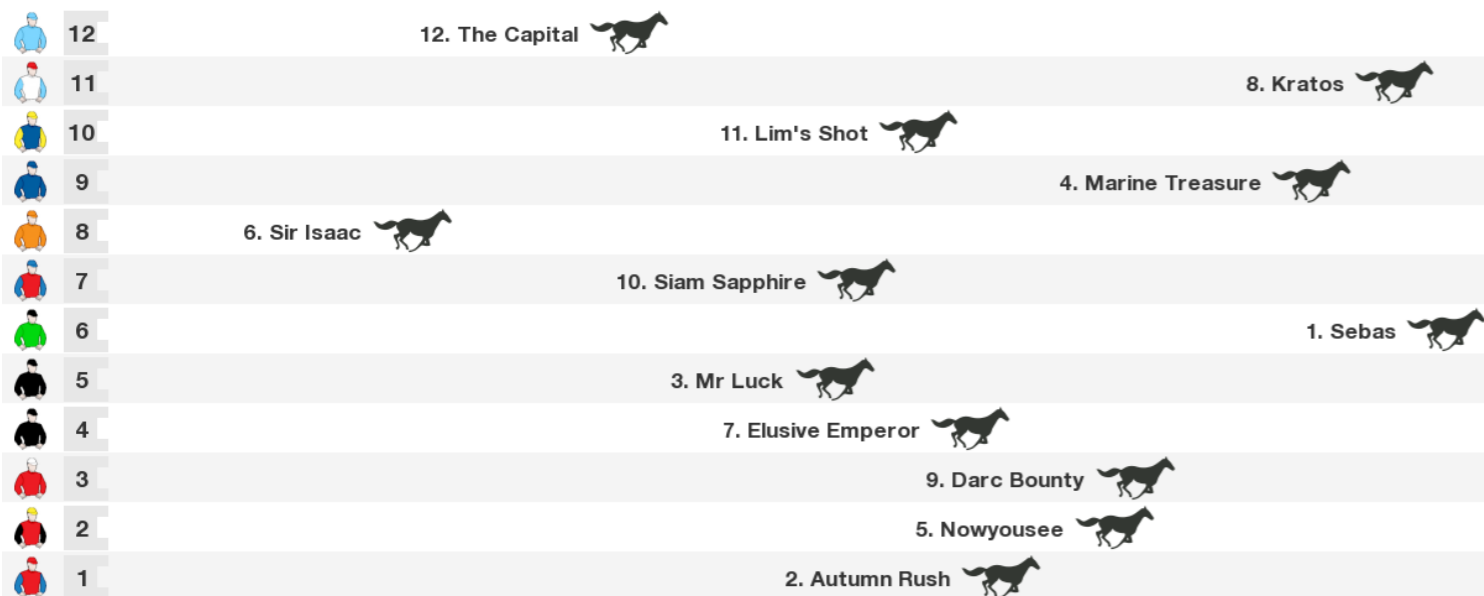 12 12. The Capital
11 8. Kratos
10 11. Lim's Shot
9 4. Marine Treasure
8 6. Sir Isaac
7 10. Siam Sapphire
6 1. Sebas
5 3. Mr Luck
4 7. Elusive Emperor
3 9. Darc Bounty
2 5. Nowyousee
1 2. Autumn Rush